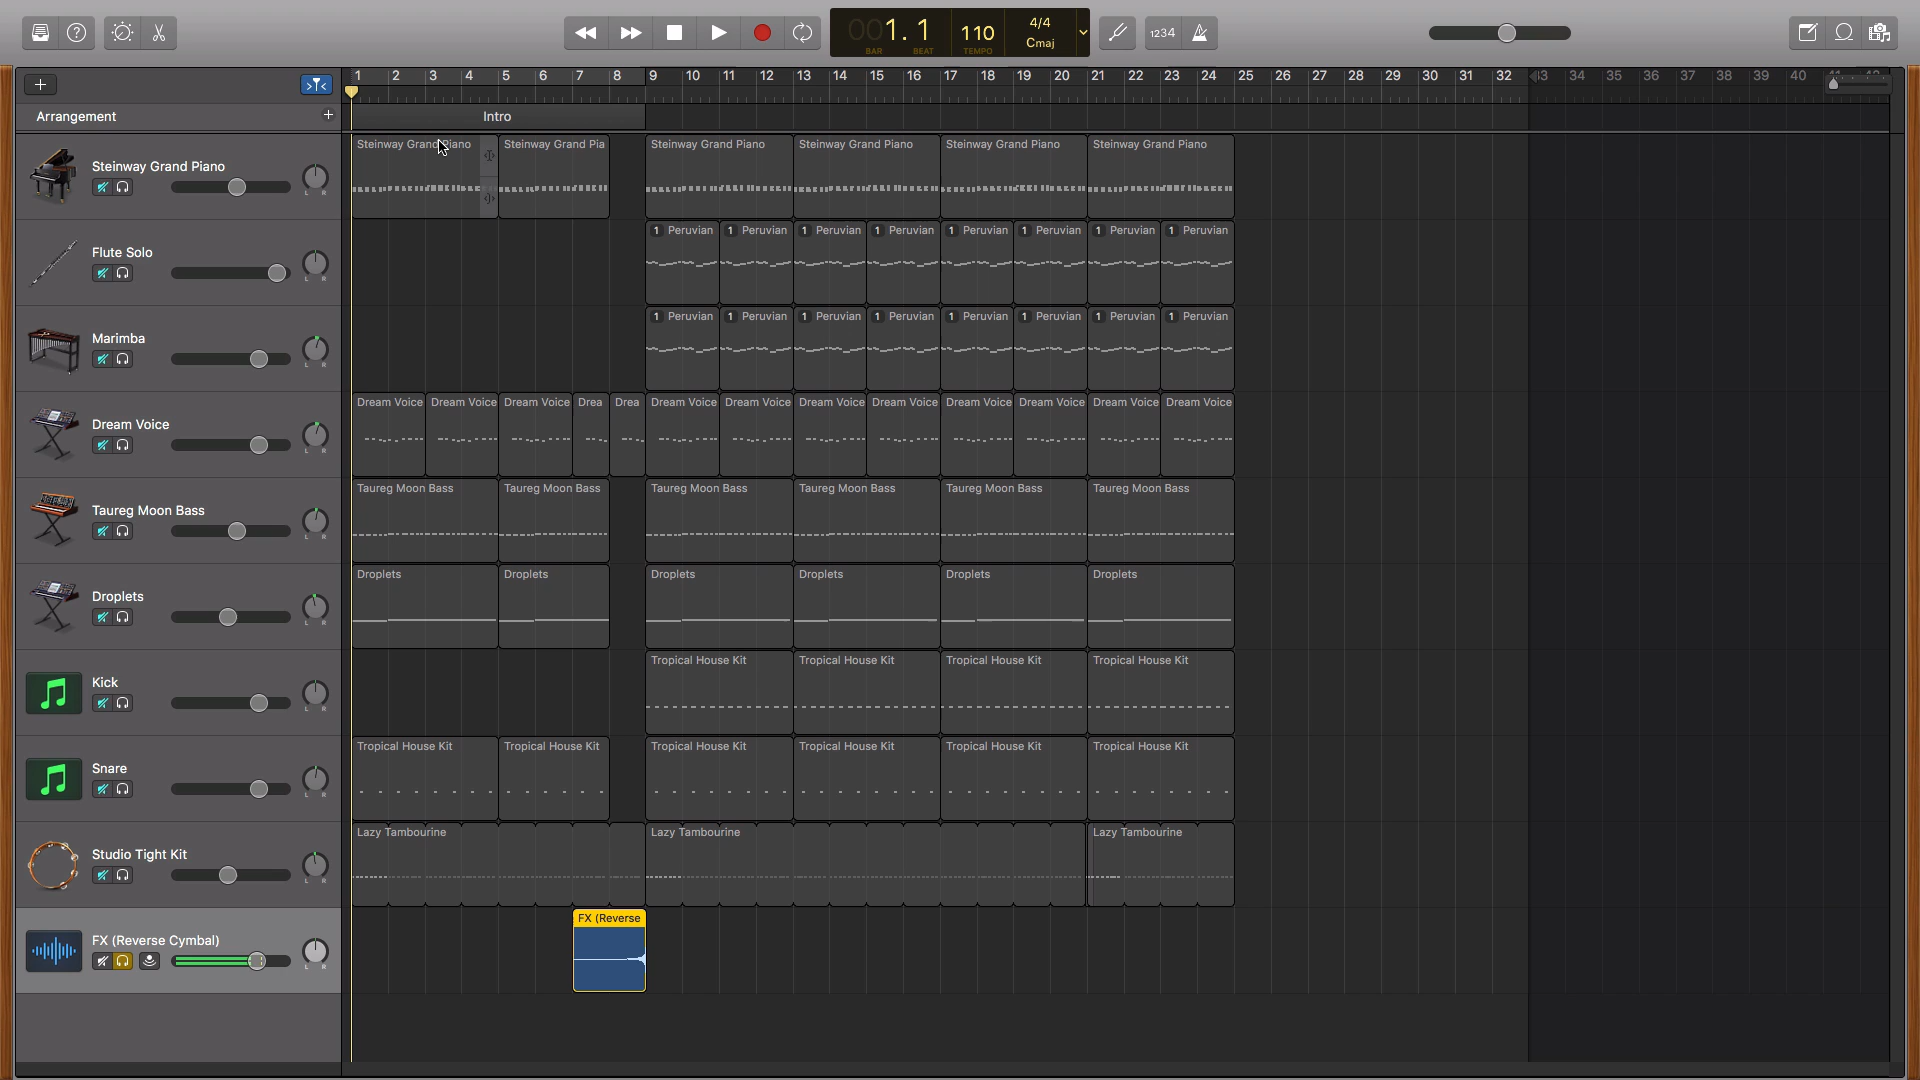 001. 1 110 4/4
Cmaj
BAR BEAT TEMPO
1234
1 2 3 4 5 6 7 8 9 10 11 12 13 14 15 16 17 18 19 20 21 22 23 24 25 26 27 28 29 30 31 32 33 34 35 36 37 38 39 40
Arrangement Intro
Steinway Grand Piano
L R
Steinway Grand Piano Steinway Grand Pia Steinway Grand Piano Steinway Grand Piano Steinway Grand Piano Steinway Grand Piano
Flute Solo
L R
1 Peruvian 1 Peruvian 1 Peruvian 1 Peruvian 1 Peruvian 1 Peruvian 1 Peruvian 1 Peruvian
Marimba
L R
1 Peruvian 1 Peruvian 1 Peruvian 1 Peruvian 1 Peruvian 1 Peruvian 1 Peruvian 1 Peruvian
Dream Voice
L R
Dream Voice Dream Voice Dream Voice Drea Drea Dream Voice Dream Voice Dream Voice Dream Voice Dream Voice Dream Voice Dream Voice Dream Voice
Taureg Moon Bass
L R
Taureg Moon Bass Taureg Moon Bass Taureg Moon Bass Taureg Moon Bass Taureg Moon Bass Taureg Moon Bass
Droplets
L R
Droplets Droplets Droplets Droplets Droplets Droplets
Kick
L R
Tropical House Kit Tropical House Kit Tropical House Kit Tropical House Kit
Snare
L R
Tropical House Kit Tropical House Kit Tropical House Kit Tropical House Kit Tropical House Kit Tropical House Kit
Studio Tight Kit
L R
Lazy Tambourine Lazy Tambourine Lazy Tambourine
FX (Reverse Cymbal)
L R
FX (Reverse